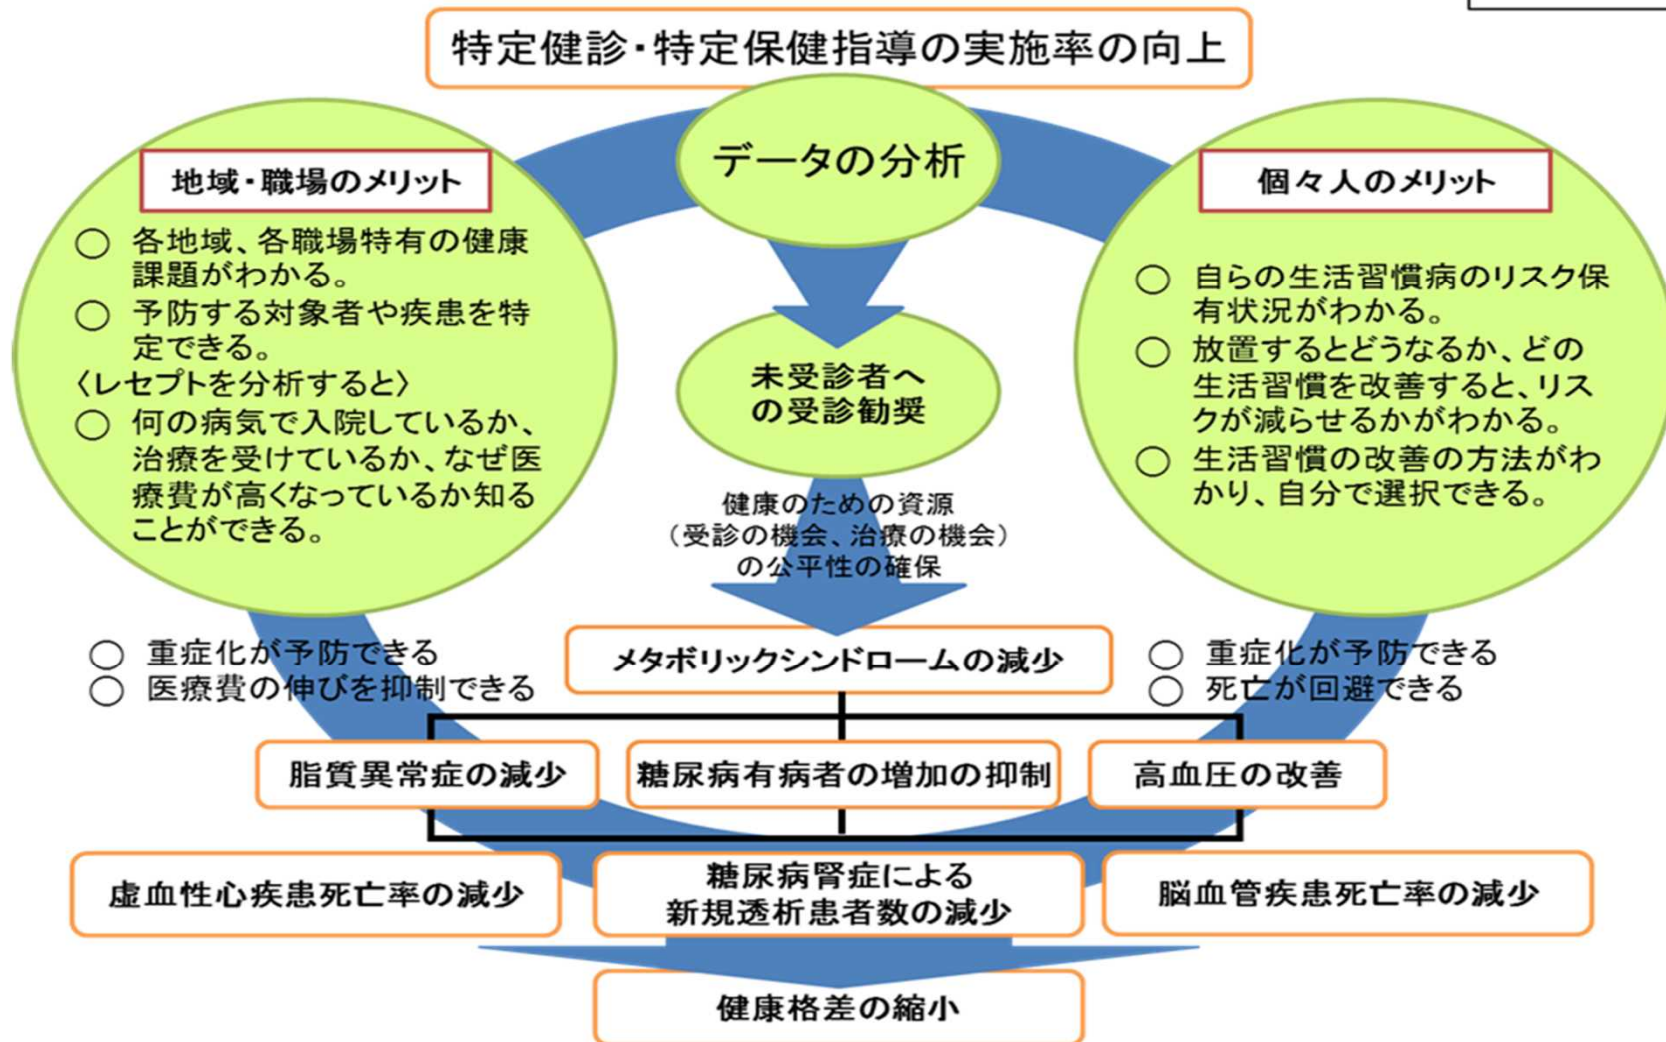 特定健診・特定保健指導の実施率の向上
データの分析
地域・職場のメリット
○ 各地域、各職場特有の健康
課題がわかる。
○ 予防する対象者や疾患を特
定できる。
〈レセプトを分析すると〉
○ 何の病気で入院しているか、
治療を受けているか、なぜ医
療費が高くなっているか知る
ことができる。
○ 重症化が予防できる
○ 医療費の伸びを抑制できる
未受診者へ
の受診勧奨
健康のための資源
（受診の機会、治療の機会）
の公平性の確保
個々人のメリット
○ 自らの生活習慣病のリスク保
有状況がわかる。
○ 放置するとどうなるか、どの
生活習慣を改善すると、リス
クが減らせるかがわかる。
○ 生活習慣の改善の方法がわ
かり、自分で選択できる。
○ 重症化が予防できる
○ 死亡が回避できる
メタボリックシンドロームの減少
脂質異常症の減少
糖尿病有病者の増加の抑制
高血圧の改善
虚血性心疾患死亡率の減少
糖尿病腎症による
新規透析患者数の減少
脳血管疾患死亡率の減少
健康格差の縮小